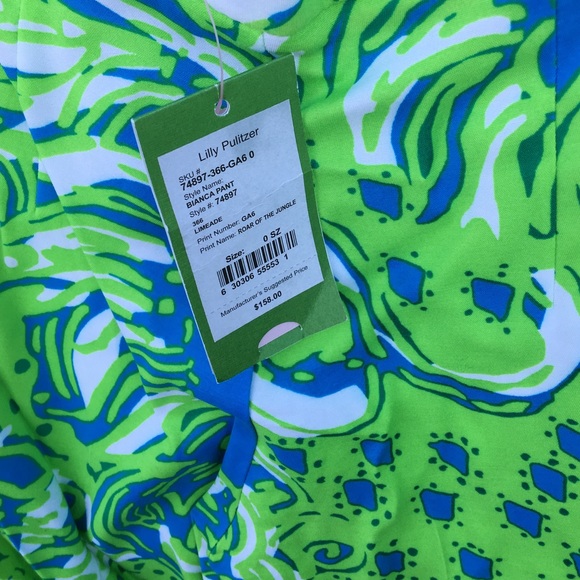 Lilly Pulitzer
SKU #
74897-366-GA6 0
Style Name:
BIANCA PANT
Style #: 74897
366
LIMEADE
Print Number: GA6
Print Name: ROAR OF THE JUNGLE
Size: 0 SZ
6 30306 55553 1
Manufacturer's Suggested Price
$158.00